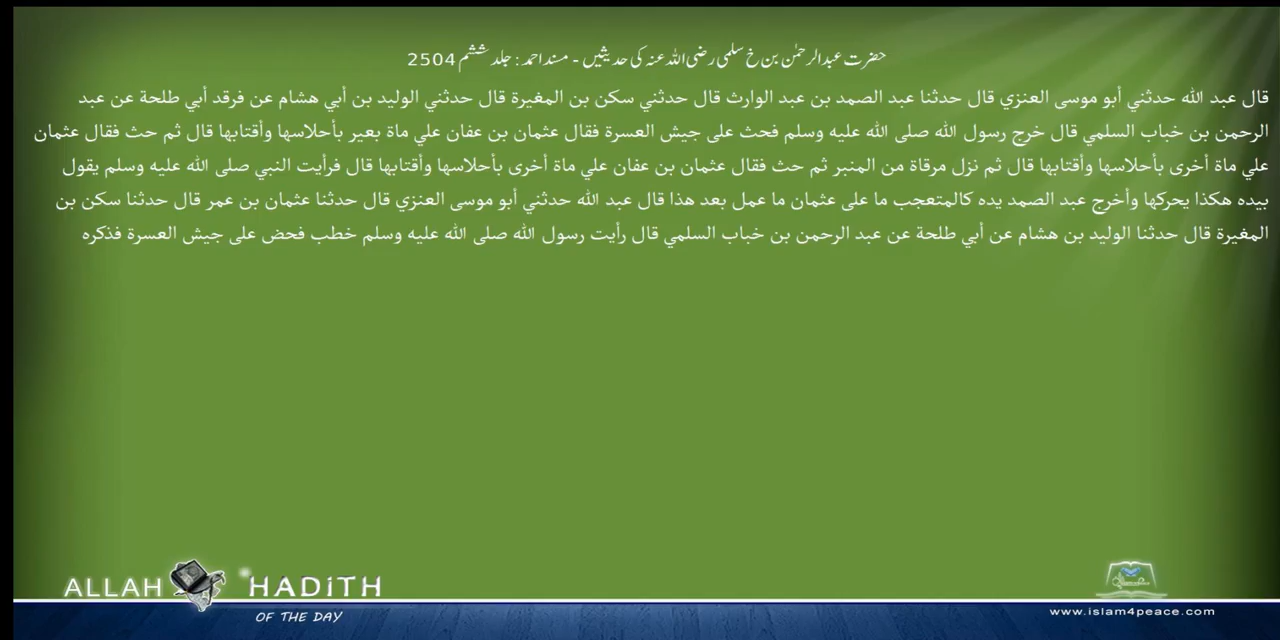 حضرت عبدالرحمٰن بن خ سلمی رضی اللہ عنہ کی حدیثیں - مسند احمد: جلد ششم 2504
قال عبد الله حدثني أبو موسى العنزي قال حدثنا عبد الصمد بن عبد الوارث قال حدثني سكن بن المغيرة قال حدثني الوليد بن أبي هشام عن فرقد أبي طلحة عن عبد
الرحمن بن خباب السلمي قال خرج رسول الله صلى الله عليه وسلم فحث على جيش العسرة فقال عثمان بن عفان علي ماة بعير بأحلاسها وأقتابها قال ثم حث فقال عثمان
علي ماة أخرى بأحلاسها وأقتابها قال ثم نزل مرقاة من المنبر ثم حث فقال عثمان بن عفان علي ماة أخرى بأحلاسها وأقتابها قال فرأيت النبي صلى الله عليه وسلم يقول
بيده هكذا يحركها وأخرج عبد الصمد يده كالمتعجب ما على عثمان ما عمل بعد هذا قال عبد الله حدثني أبو موسى العنزي قال حدثنا عثمان بن عمر قال حدثنا سكن بن
المغيرة قال حدثنا الوليد بن هشام عن أبي طلحة عن عبد الرحمن بن خباب السلمي قال رأيت رسول الله صلى الله عليه وسلم خطب فحض على جيش العسرة فذكره
ALLAH HADiTH
OF THE DAY
www.islam4peace.com